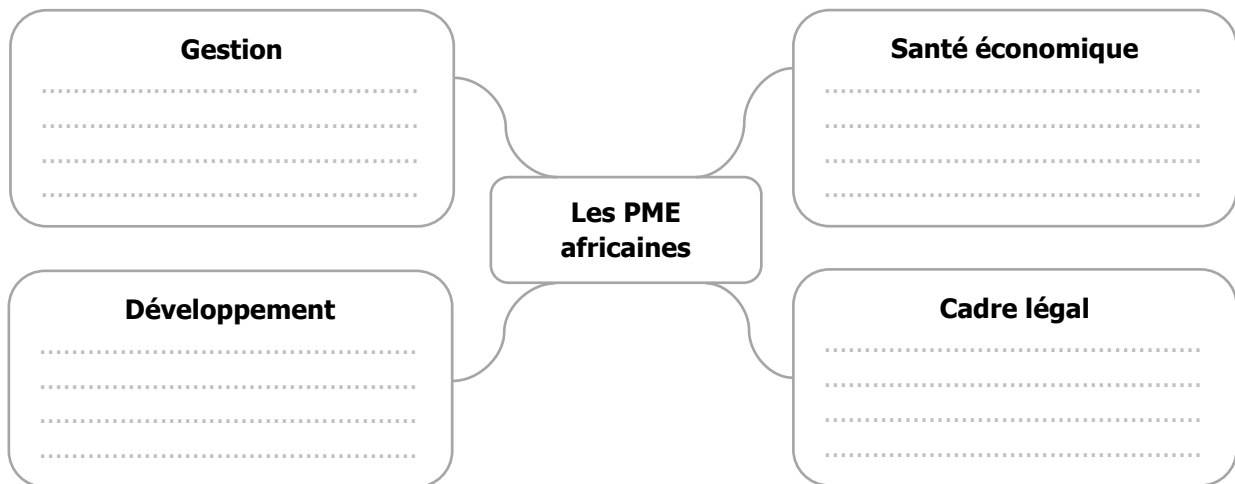 Gestion
Santé économique
Les PME
africaines
Développement
Cadre légal